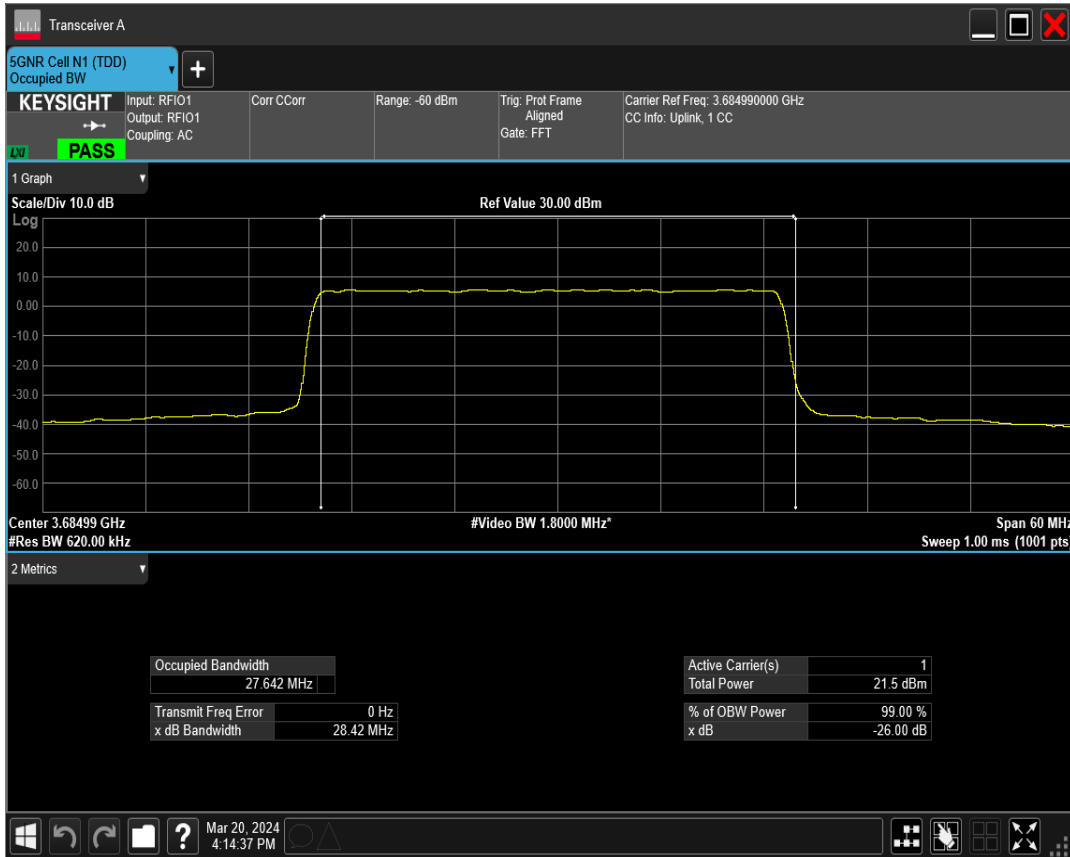 Transceiver A
5GNR Cell N1 (TDD)
Occupied BW
+
KEYSIGHT
LXI
PASS
Input: RFIO1
Output: RFIO1
Coupling: AC
Corr CCorr
Range: -60 dBm
Trig: Prot Frame
Aligned
Gate: FFT
Carrier Ref Freq: 3.684990000 GHz
CC Info: Uplink, 1 CC
1 Graph
Scale/Div 10.0 dB
Ref Value 30.00 dBm
Log
20.0
10.0
0.00
-10.0
-20.0
-30.0
-40.0
-50.0
-60.0
Center 3.68499 GHz
#Video BW 1.8000 MHz*
Span 60 MHz
#Res BW 620.00 kHz
Sweep 1.00 ms (1001 pts)
2 Metrics
Occupied Bandwidth
27.642 MHz
Transmit Freq Error 0 Hz
x dB Bandwidth 28.42 MHz
Active Carrier(s) 1
Total Power 21.5 dBm
% of OBW Power 99.00 %
x dB -26.00 dB
?
Mar 20, 2024
4:14:37 PM